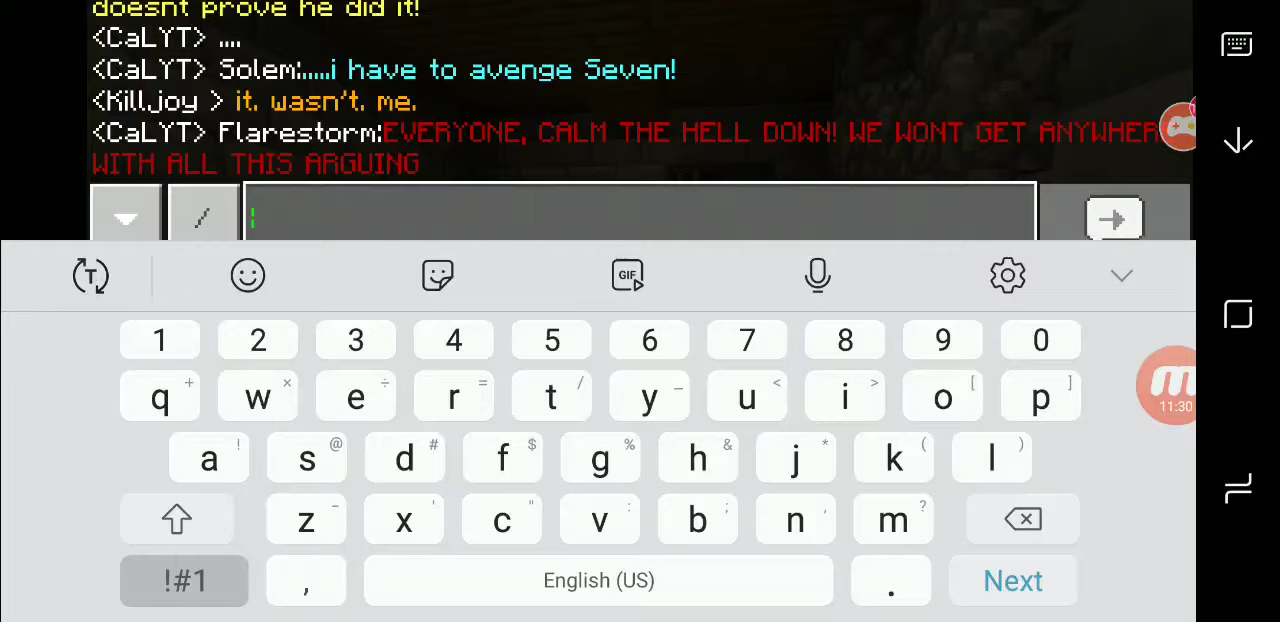 doesnt prove he did it!
<CaLYT> ....
<CaLYT> Solem:.....i have to avenge Seven!
<Killjoy > it. wasn't. me.
<CaLYT> Flarestorm:EVERYONE, CALM THE HELL DOWN! WE WONT GET ANYWHER
WITH ALL THIS ARGUING
/
T
GIF
1 2 3 4 5 6 7 8 9 0
q + w × e ÷ r = t / y _ u < i > o [ p ]
a ! s @ d # f $ g % h & j * k ( l )
z - x ' c " v : b ; n , m ?
!#1 , English (US) . Next
m
11:30